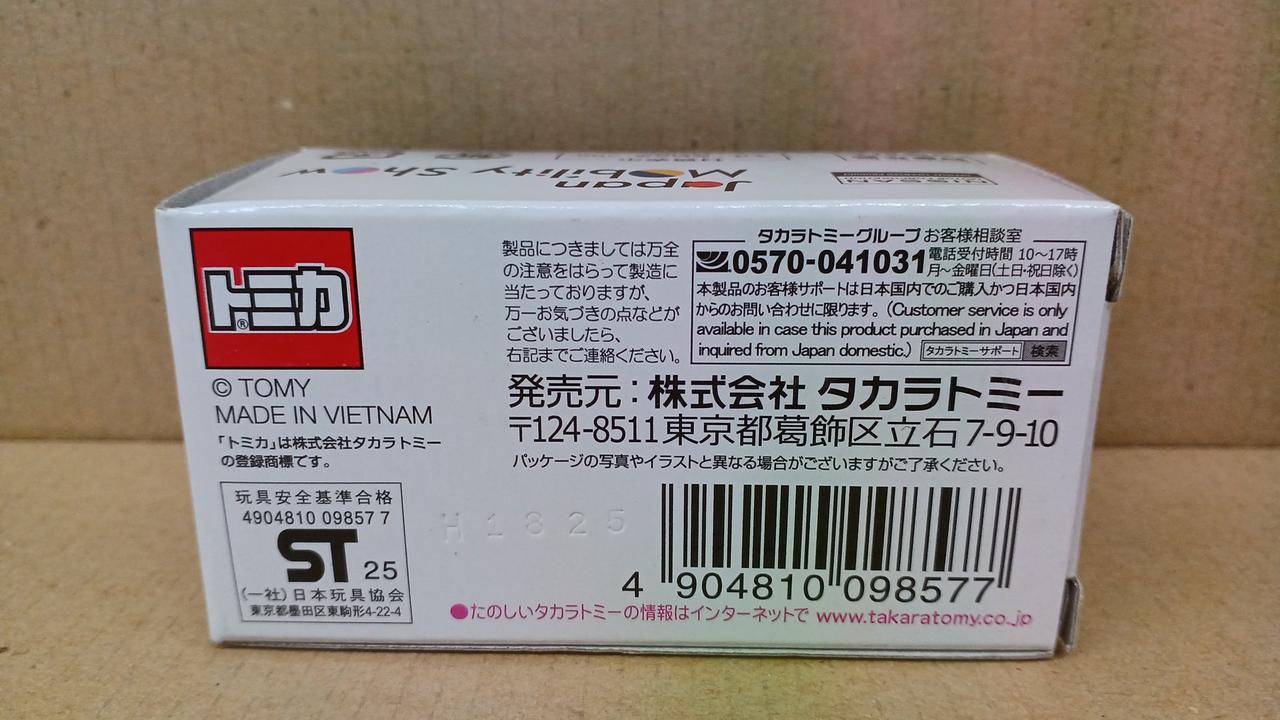 Japan
Mobility Show
NISSAN
トミカ®
© TOMY
MADE IN VIETNAM
「トミカ」は株式会社タカラトミー
の登録商標です。
玩具安全基準合格
4904810 09857 7
ST 25
(一社)日本玩具協会
東京都墨田区東駒形4-22-4
H1825
製品につきましては万全
の注意をはらって製造に
当たっておりますが、
万一お気づきの点などが
ございましたら、
右記までご連絡ください。
タカラトミーグループ お客様相談室
0570-041031 電話受付時間 10～17時
月～金曜日(土日・祝日除く)
本製品のお客様サポートは日本国内でのご購入かつ日本国内
からのお問い合わせに限ります。(Customer service is only
available in case this product purchased in Japan and
inquired from Japan domestic.) タカラトミーサポート 検索
発売元：株式会社 タカラトミー
〒124-8511 東京都葛飾区立石 7-9-10
パッケージの写真やイラストと異なる場合がございますがご了承ください。
4 904810 098577
●たのしいタカラトミーの情報はインターネットで www.takaratomy.co.jp